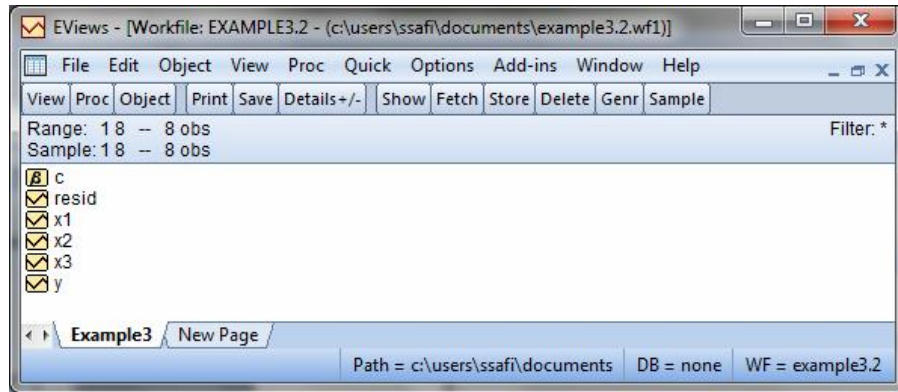 EViews - [Workfile: EXAMPLE3.2 - (c:\users\ssafi\documents\example3.2.wf1)]
File Edit Object View Proc Quick Options Add-ins Window Help
View Proc Object Print Save Details+/- Show Fetch Store Delete Genr Sample
Range: 1 8 -- 8 obs Filter: *
Sample: 1 8 -- 8 obs
β c
resid
x1
x2
x3
y
Example3 New Page
Path = c:\users\ssafi\documents DB = none WF = example3.2